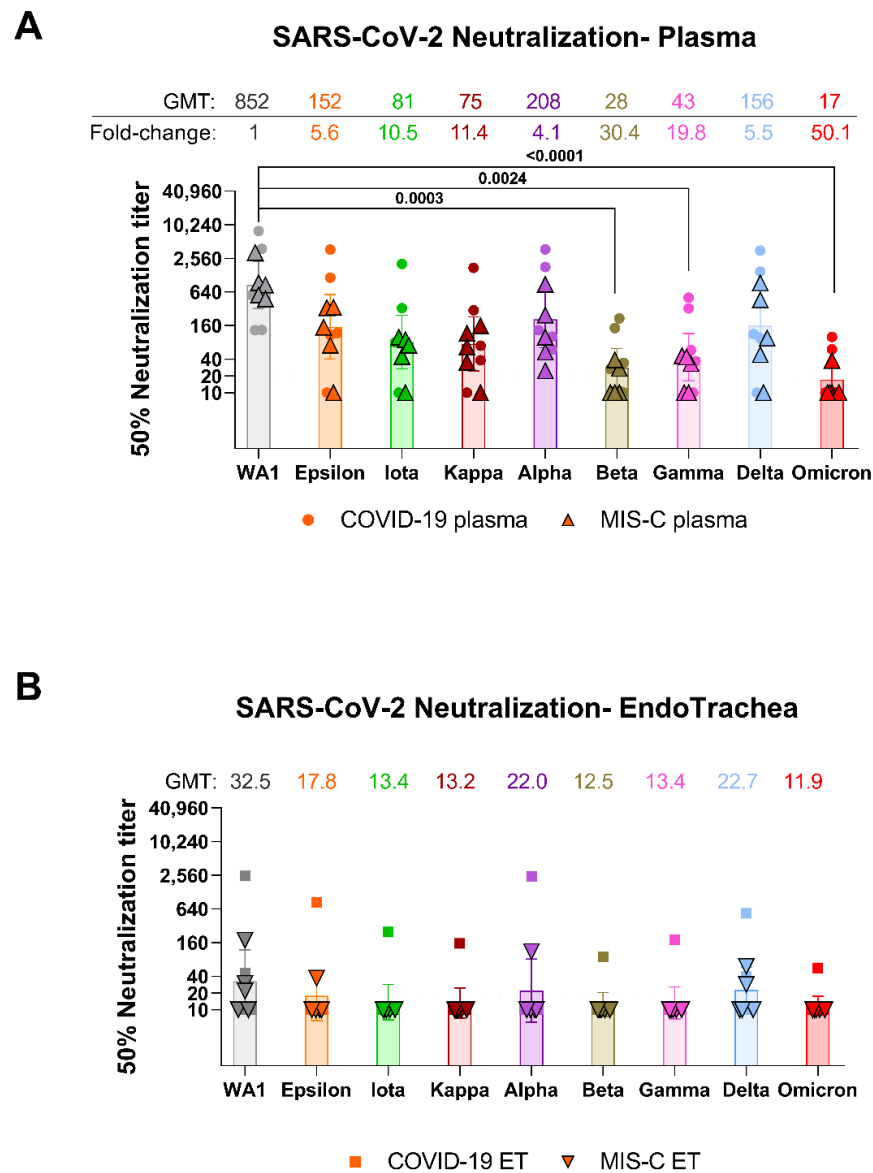 A
SARS-CoV-2 Neutralization- Plasma
GMT: 852 152 81 75 208 28 43 156 17
Fold-change: 1 5.6 10.5 11.4 4.1 30.4 19.8 5.5 50.1
<0.0001
0.0024
0.0003
50% Neutralization titer
40,960
10,240
2,560
640
160
40
20
10
WA1 Epsilon Iota Kappa Alpha Beta Gamma Delta Omicron
COVID-19 plasma MIS-C plasma
B
SARS-CoV-2 Neutralization- EndoTrachea
GMT: 32.5 17.8 13.4 13.2 22.0 12.5 13.4 22.7 11.9
50% Neutralization titer
40,960
10,240
2,560
640
160
40
20
10
WA1 Epsilon Iota Kappa Alpha Beta Gamma Delta Omicron
COVID-19 ET MIS-C ET